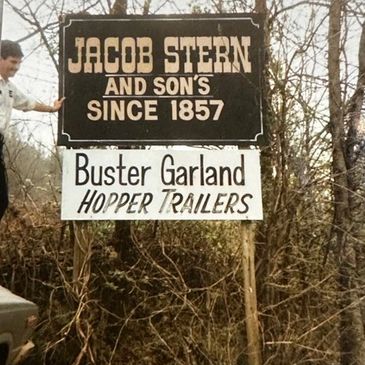 JACOB STERN
AND SON'S
SINCE 1857
Buster Garland
HOPPER TRAILERS